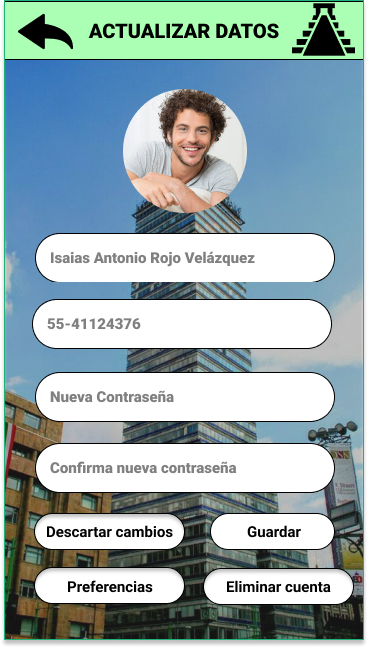 ACTUALIZAR DATOS
Isaias Antonio Rojo Velázquez
55-41124376
Nueva Contraseña
Confirma nueva contraseña
Descartar cambios
Guardar
Preferencias
Eliminar cuenta